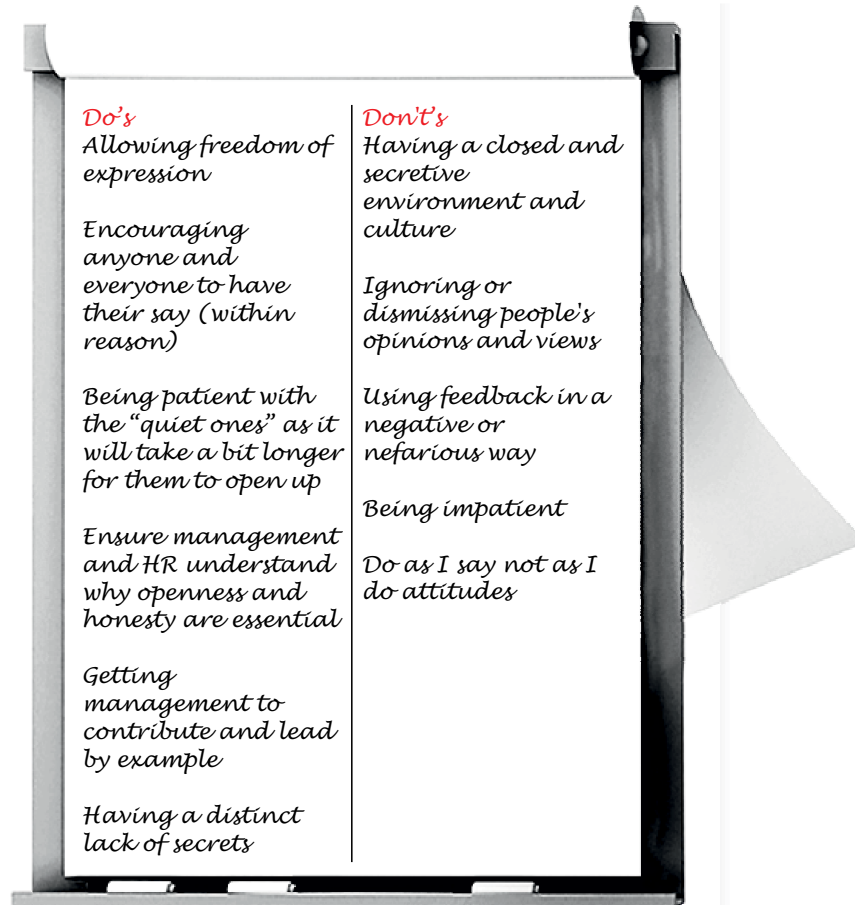 Do's
Allowing freedom of
expression
Encouraging
anyone and
everyone to have
their say (within
reason)
Being patient with
the “quiet ones” as it
will take a bit longer
for them to open up
Ensure management
and HR understand
why openness and
honesty are essential
Getting
management to
contribute and lead
by example
Having a distinct
lack of secrets
Don't's
Having a closed and
secretive
environment and
culture
Ignoring or
dismissing people's
opinions and views
Using feedback in a
negative or
nefarious way
Being impatient
Do as I say not as I
do attitudes